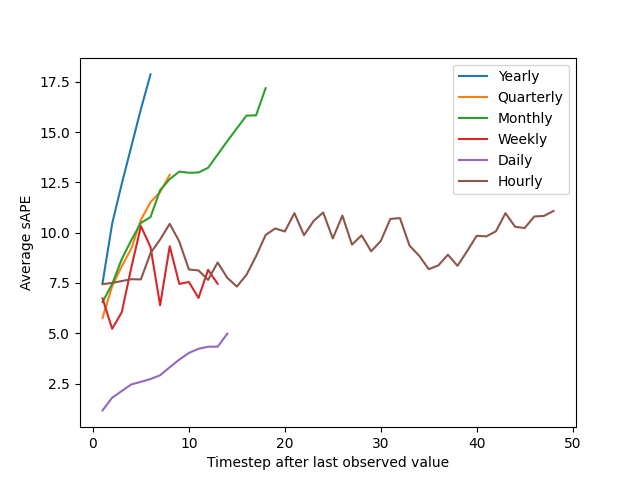 17.5
15.0
12.5
10.0
7.5
5.0
2.5
Average sAPE
Yearly
Quarterly
Monthly
Weekly
Daily
Hourly
0 10 20 30 40 50
Timestep after last observed value